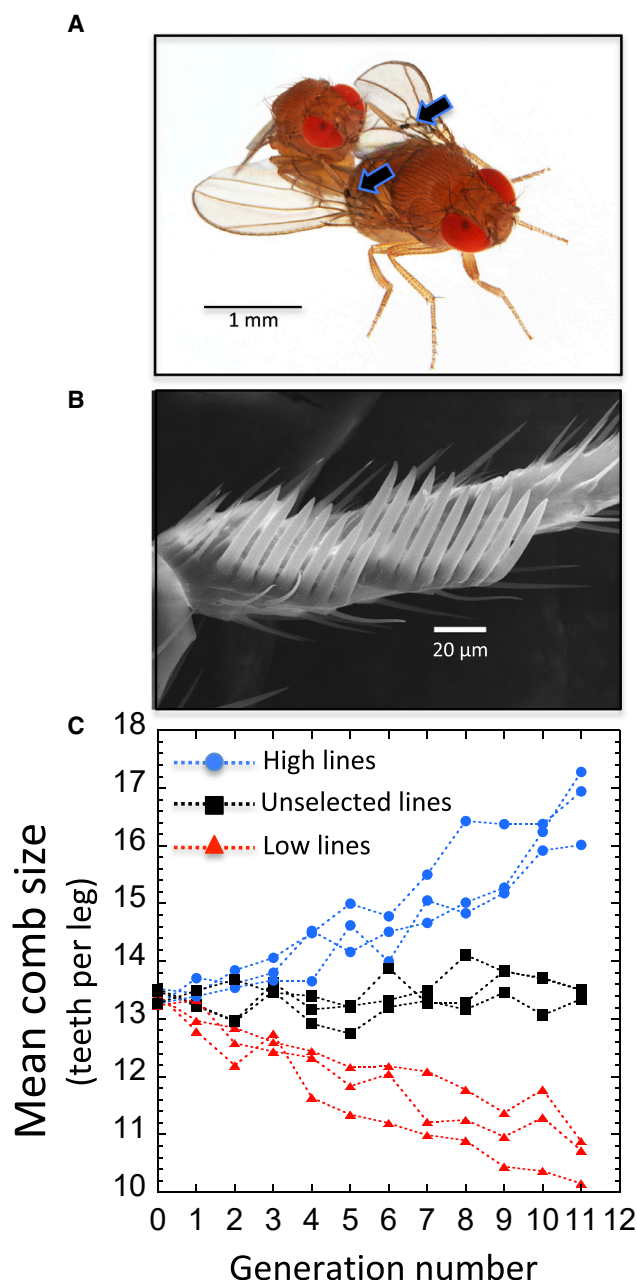 A
1 mm
B
20 μm
C
18
17
16
15
14
13
12
11
10
High lines
Unselected lines
Low lines
Mean comb size
(teeth per leg)
0 1 2 3 4 5 6 7 8 9 10 11 12
Generation number